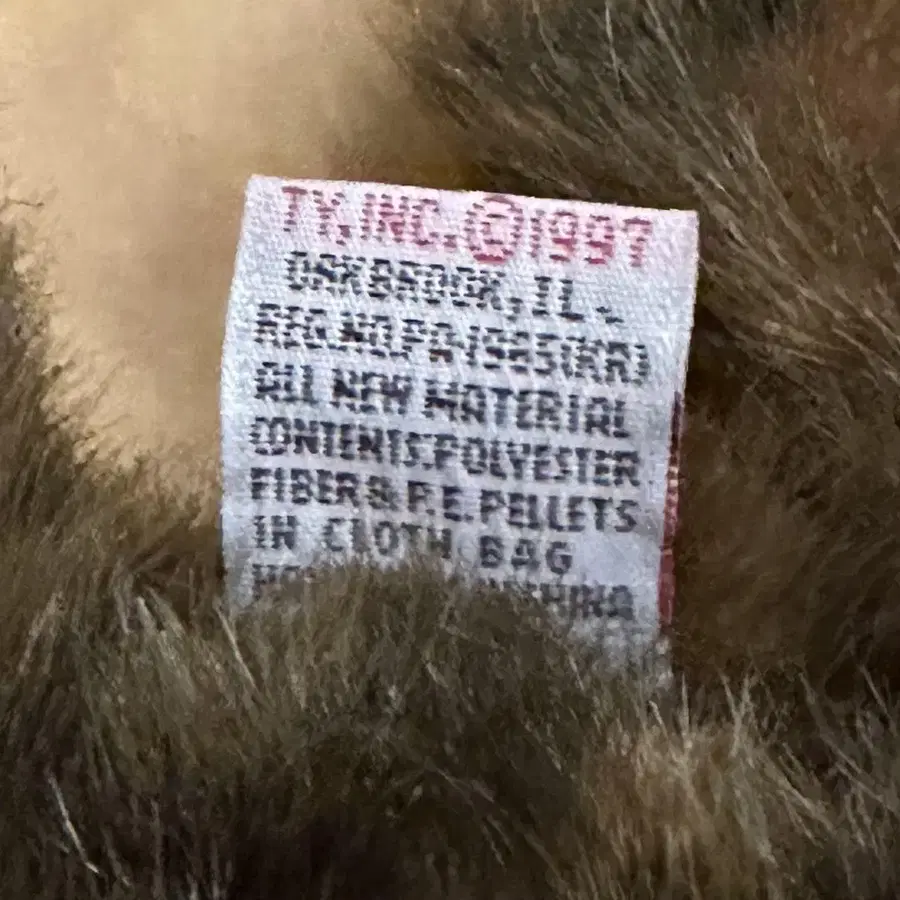 TY, INC. ©1997
OAKBROOK, IL.
REG.NO.PA-1965(KR)
ALL NEW MATERIAL
CONTENTS:POLYESTER
FIBER & P.E. PELLETS
IN CLOTH BAG